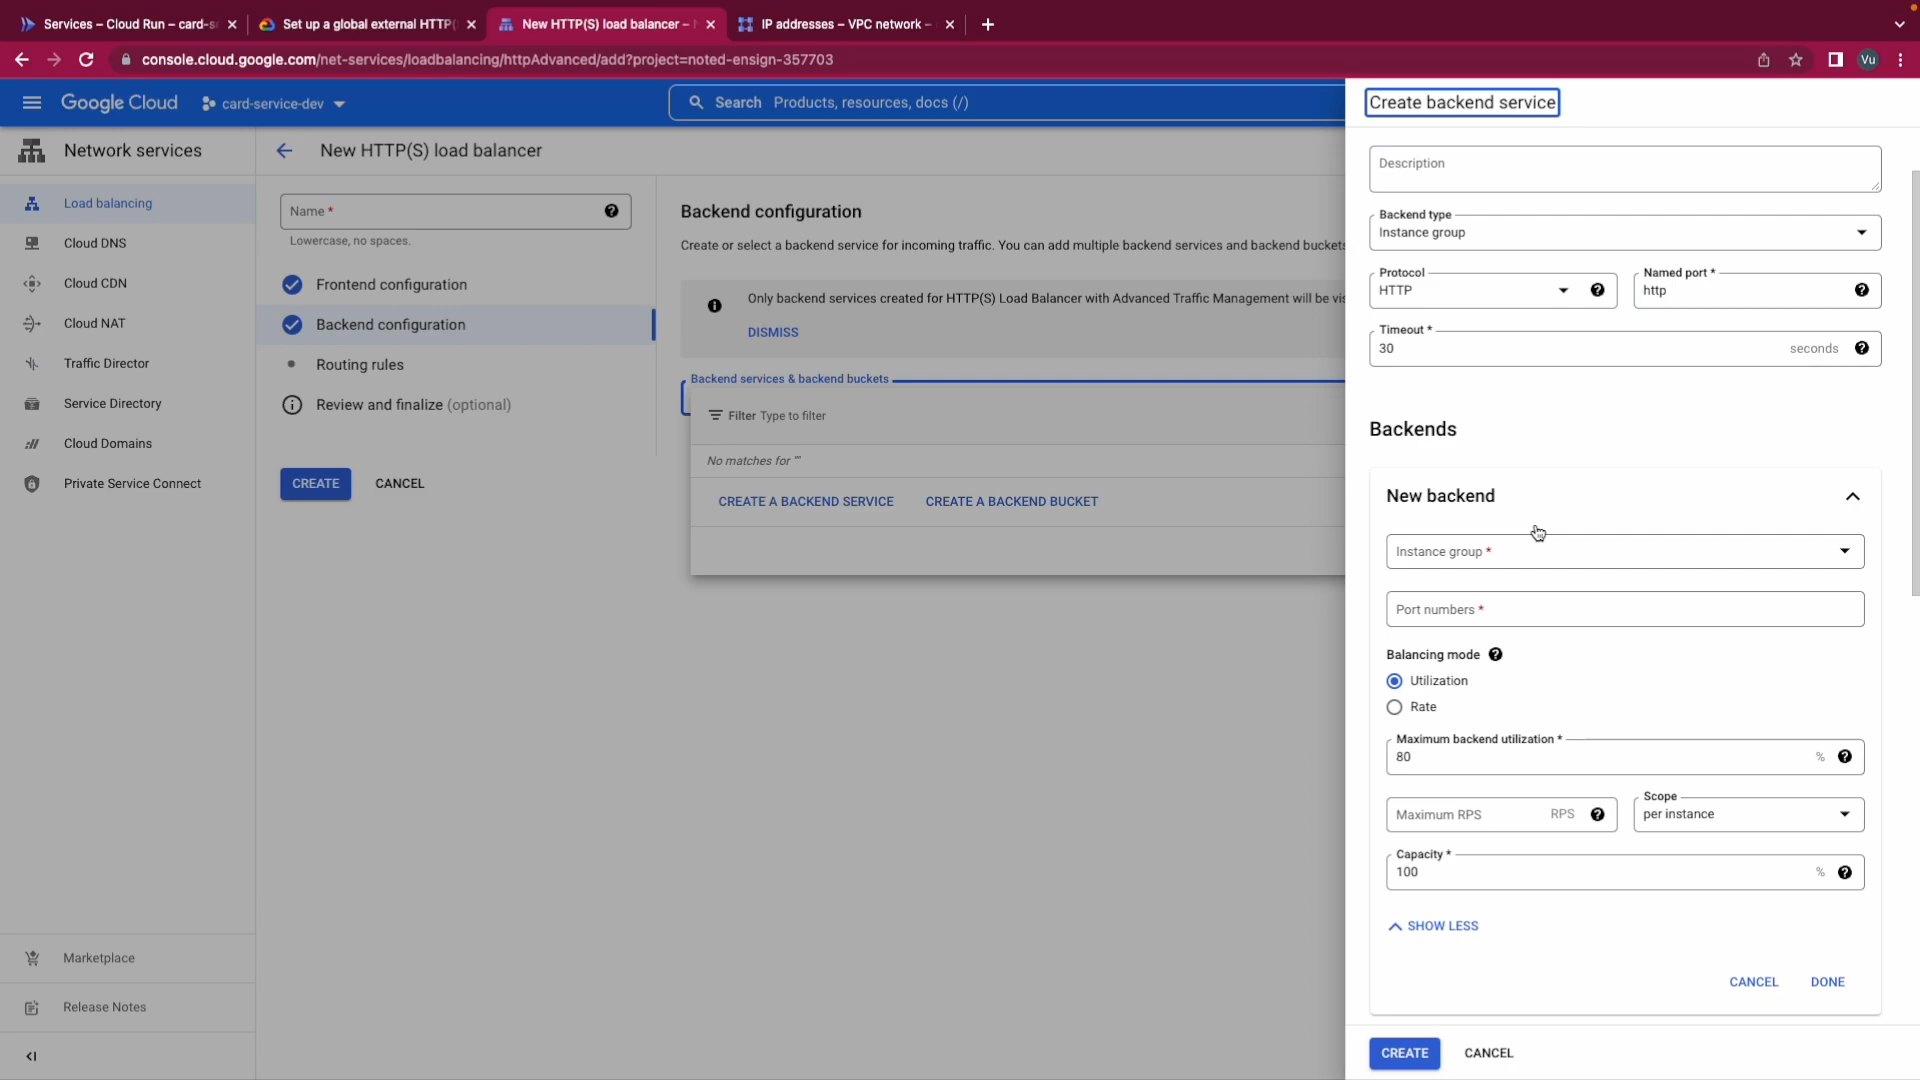 Services – Cloud Run – card-s
Set up a global external HTTP(
New HTTP(S) load balancer –
IP addresses – VPC network –
console.cloud.google.com/net-services/loadbalancing/httpAdvanced/add?project=noted-ensign-357703
Vu
Google Cloud
card-service-dev
Search Products, resources, docs (/)
Network services
Load balancing
Cloud DNS
Cloud CDN
Cloud NAT
Traffic Director
Service Directory
Cloud Domains
Private Service Connect
Marketplace
Release Notes
New HTTP(S) load balancer
Name *
Lowercase, no spaces.
Frontend configuration
Backend configuration
Routing rules
Review and finalize (optional)
CREATE CANCEL
Backend configuration
Create or select a backend service for incoming traffic. You can add multiple backend services and backend buckets
Only backend services created for HTTP(S) Load Balancer with Advanced Traffic Management will be vis
DISMISS
Backend services & backend buckets
Filter Type to filter
No matches for ""
CREATE A BACKEND SERVICE CREATE A BACKEND BUCKET
Create backend service
Description
Backend type
Instance group
Protocol
HTTP
Named port *
http
Timeout *
30 seconds
Backends
New backend
Instance group *
Port numbers *
Balancing mode
Utilization
Rate
Maximum backend utilization *
80 %
Maximum RPS RPS
Scope
per instance
Capacity *
100 %
SHOW LESS
CANCEL DONE
CREATE CANCEL